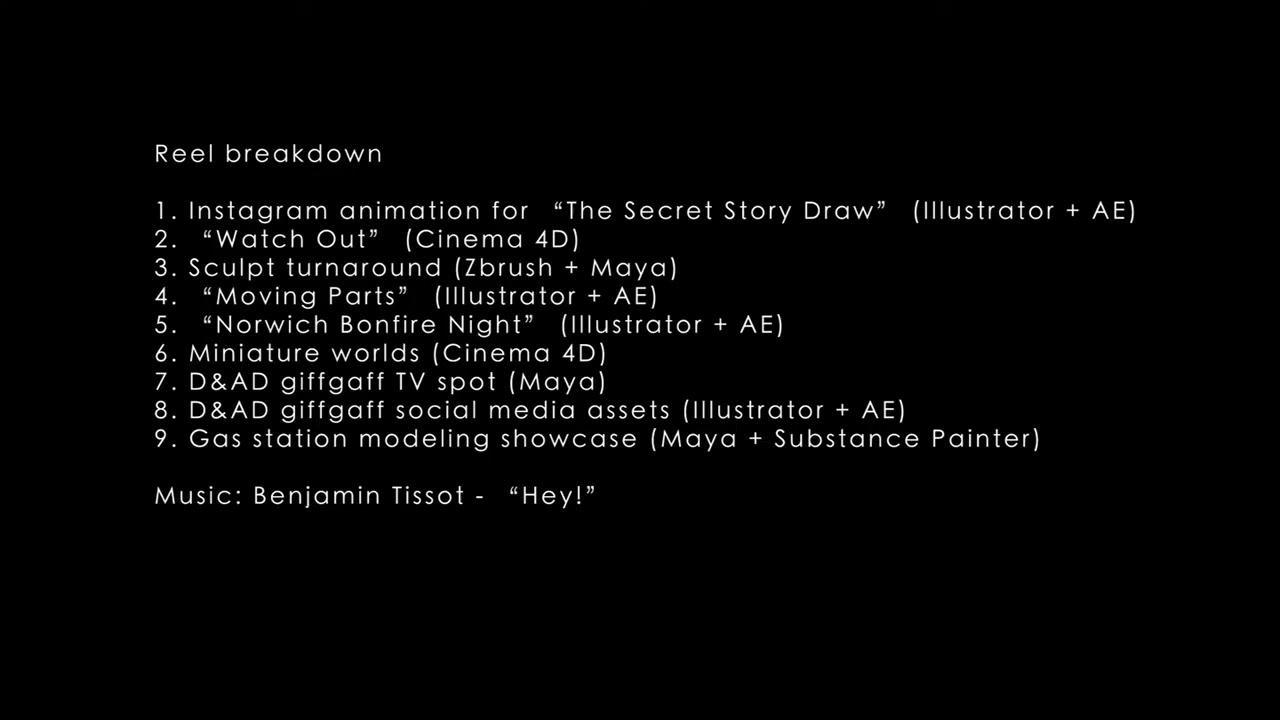 Reel breakdown
1. Instagram animation for “The Secret Story Draw” (Illustrator + AE)
2. “Watch Out” (Cinema 4D)
3. Sculpt turnaround (Zbrush + Maya)
4. “Moving Parts” (Illustrator + AE)
5. “Norwich Bonfire Night” (Illustrator + AE)
6. Miniature worlds (Cinema 4D)
7. D&AD giffgaff TV spot (Maya)
8. D&AD giffgaff social media assets (Illustrator + AE)
9. Gas station modeling showcase (Maya + Substance Painter)
Music: Benjamin Tissot - “Hey!”